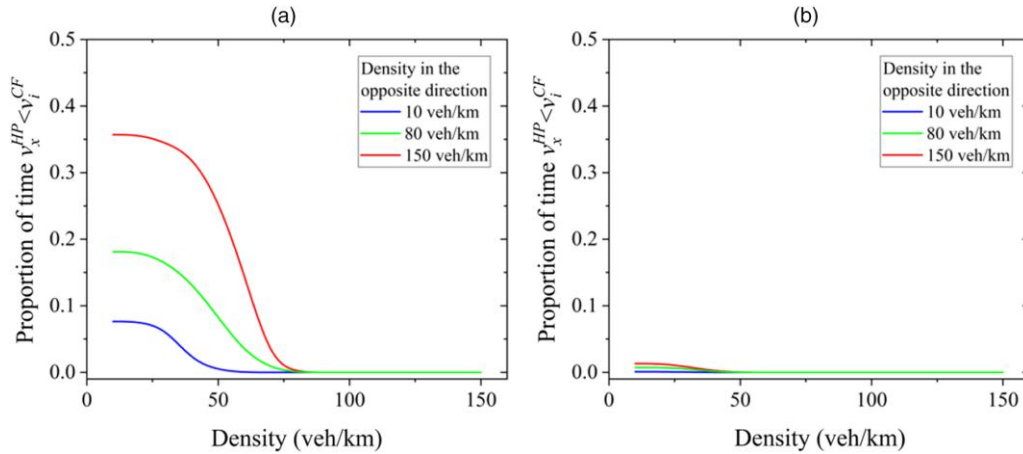 (a)
0.5
0.4
0.3
0.2
0.1
0.0
Proportion of time v_x^{HP}<v_i^{CF}
Density in the
opposite direction
10 veh/km
80 veh/km
150 veh/km
0
50
100
150
Density (veh/km)
(b)
0.5
0.4
0.3
0.2
0.1
0.0
Proportion of time v_x^{HP}<v_i^{CF}
Density in the
opposite direction
10 veh/km
80 veh/km
150 veh/km
0
50
100
150
Density (veh/km)